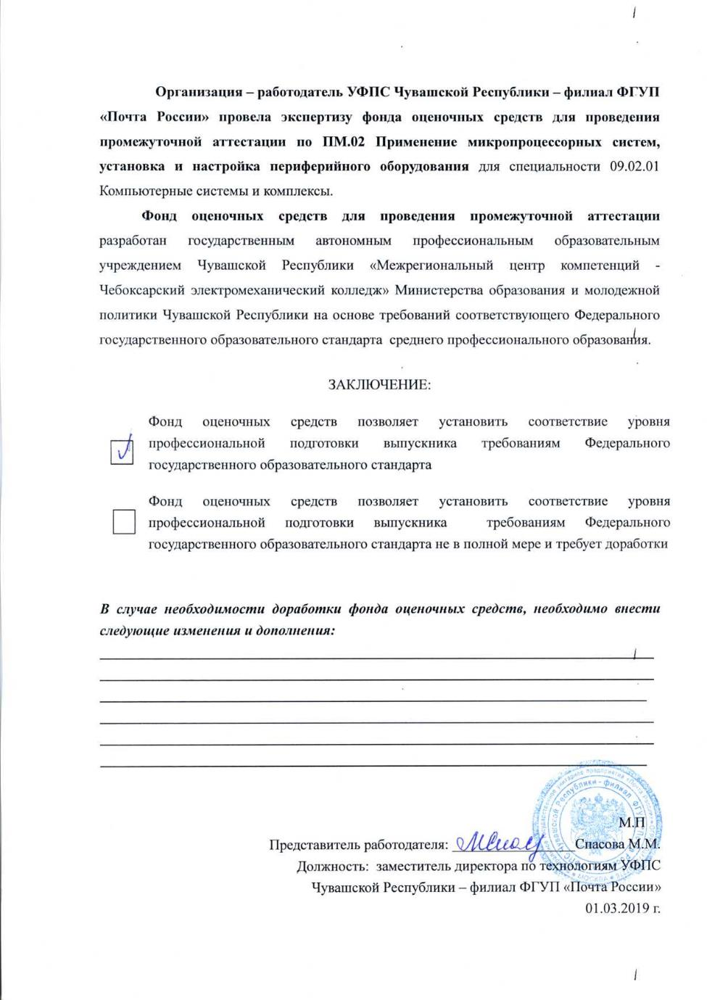 Организация – работодатель УФПС Чувашской Республики – филиал ФГУП
«Почта России» провела экспертизу фонда оценочных средств для проведения
промежуточной аттестации по ПМ.02 Применение микропроцессорных систем,
установка и настройка периферийного оборудования для специальности 09.02.01
Компьютерные системы и комплексы.
Фонд оценочных средств для проведения промежуточной аттестации
разработан государственным автономным профессиональным образовательным
учреждением Чувашской Республики «Межрегиональный центр компетенций -
Чебоксарский электромеханический колледж» Министерства образования и молодежной
политики Чувашской Республики на основе требований соответствующего Федерального
государственного образовательного стандарта среднего профессионального образования.
ЗАКЛЮЧЕНИЕ:
Фонд оценочных средств позволяет установить соответствие уровня
профессиональной подготовки выпускника требованиям Федерального
государственного образовательного стандарта
Фонд оценочных средств позволяет установить соответствие уровня
профессиональной подготовки выпускника требованиям Федерального
государственного образовательного стандарта не в полной мере и требует доработки
В случае необходимости доработки фонда оценочных средств, необходимо внести
следующие изменения и дополнения:
М.П
Представитель работодателя: Спасова М.М.
Должность: заместитель директора по технологиям УФПС
Чувашской Республики – филиал ФГУП «Почта России»
01.03.2019 г.